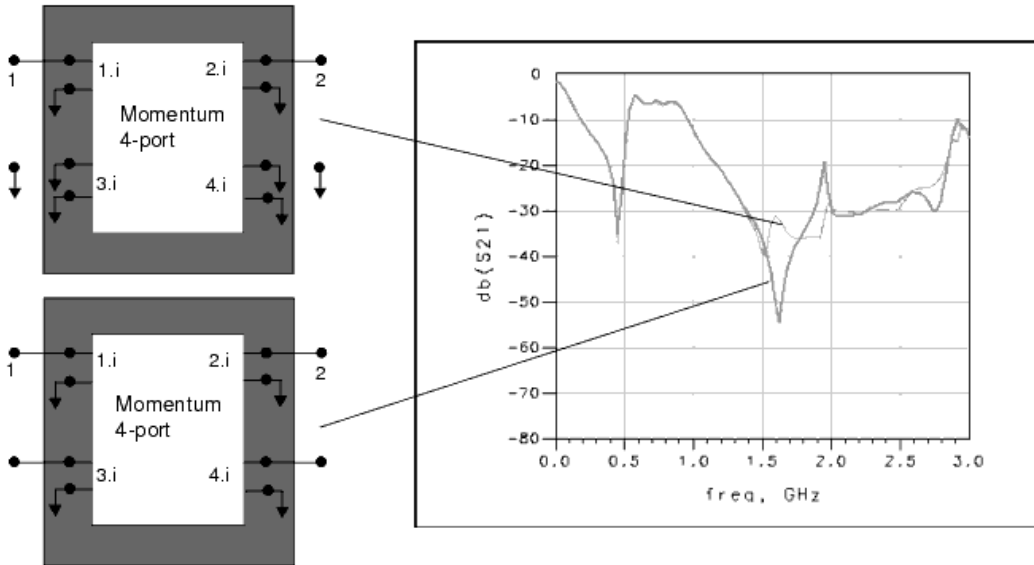 1
1.i
2.i
2
Momentum
4-port
3.i
4.i
1
1.i
2.i
2
Momentum
4-port
3.i
4.i
db(S21)
0
-10
-20
-30
-40
-50
-60
-70
-80
0.0 0.5 1.0 1.5 2.0 2.5 3.0
freq, GHz